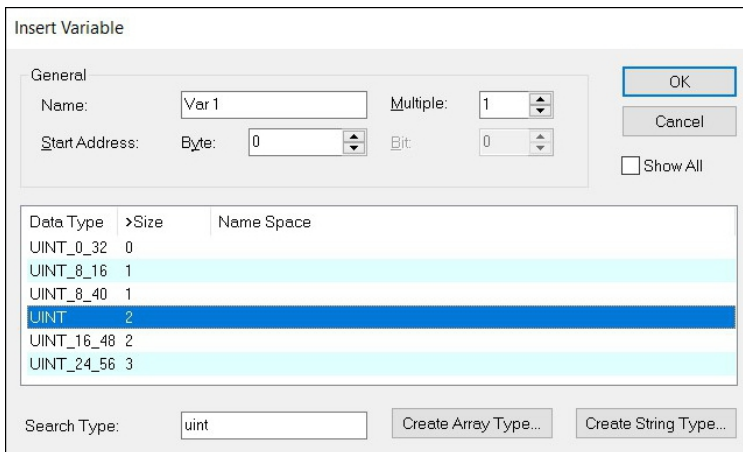 Insert Variable
General
OK
Name: Var 1 Multiple: 1
Cancel
Start Address: Byte: 0 Bit: 0
Show All
Data Type >Size Name Space
UINT_0_32 0
UINT_8_16 1
UINT_8_40 1
UINT 2
UINT_16_48 2
UINT_24_56 3
Search Type: uint Create Array Type... Create String Type...